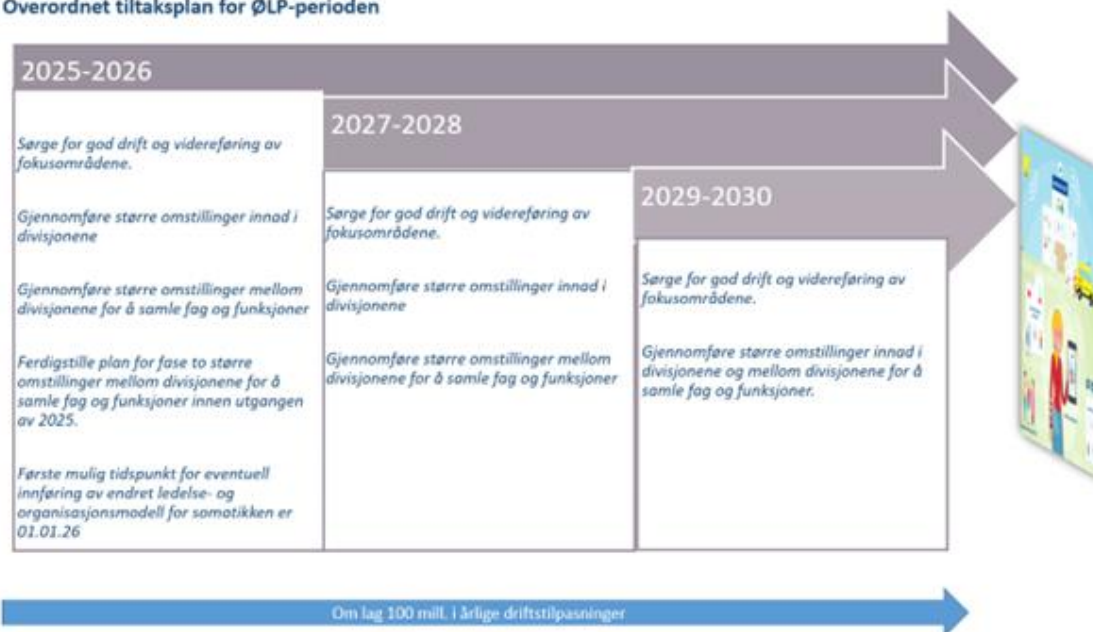 Overordnet tiltaksplan for ØLP-perioden
2025-2026
Sørge for god drift og videreføring av
fokusområdene.
Gjennomføre større omstillinger innad i
divisjonene
Gjennomføre større omstillinger mellom
divisjonene for å samle fag og funksjoner
Ferdigstille plan for fase to større
omstillinger mellom divisjonene for å
samle fag og funksjoner innen utgangen
av 2025.
Første mulig tidspunkt for eventuell
innføring av endret ledelse- og
organisasjonsmodell for somatikken er
01.01.26
2027-2028
Sørge for god drift og videreføring av
fokusområdene.
Gjennomføre større omstillinger innad i
divisjonene
Gjennomføre større omstillinger mellom
divisjonene for å samle fag og funksjoner
2029-2030
Sørge for god drift og videreføring av
fokusområdene.
Gjennomføre større omstillinger innad i
divisjonene og mellom divisjonene for å
samle fag og funksjoner.
Om lag 100 mill. i årlige driftstilpasninger